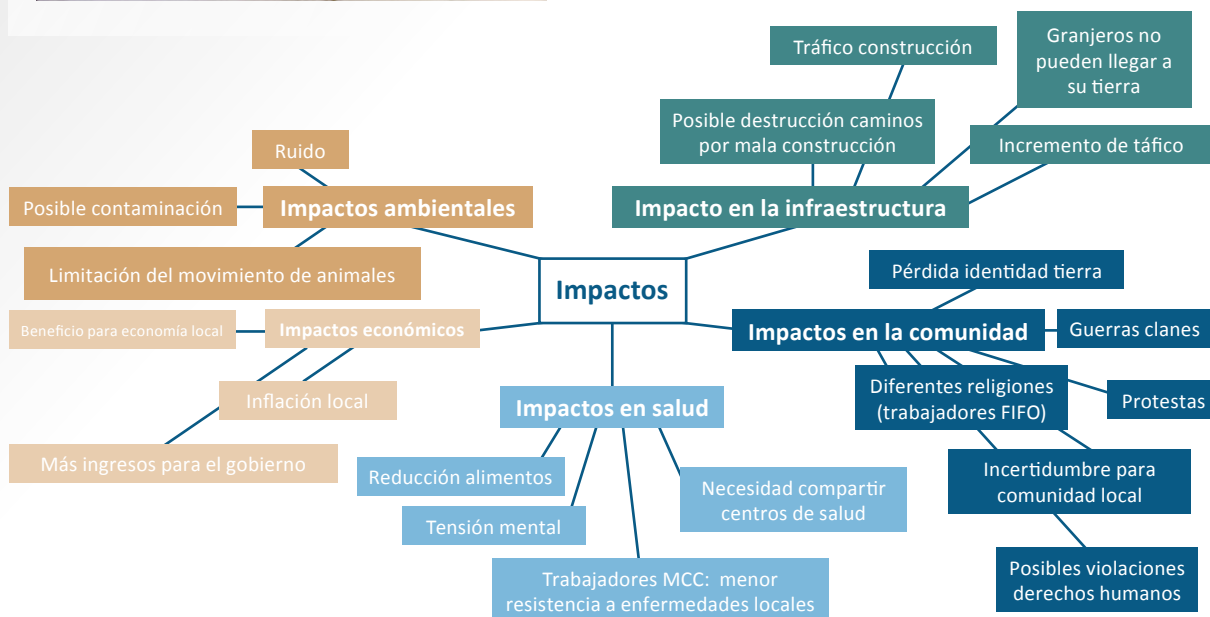 Tráfico construcción
Granjeros no
pueden llegar a
su tierra
Posible destrucción caminos
por mala construcción
Incremento de táfico
Impacto en la infraestructura
Ruido
Posible contaminación
Impactos ambientales
Limitación del movimiento de animales
Impactos
Beneficio para economía local
Impactos económicos
Inflación local
Más ingresos para el gobierno
Impactos en salud
Reducción alimentos
Tensión mental
Necesidad compartir
centros de salud
Trabajadores MCC: menor
resistencia a enfermedades locales
Pérdida identidad tierra
Impactos en la comunidad
Guerras clanes
Diferentes religiones
(trabajadores FIFO)
Protestas
Incertidumbre para
comunidad local
Posibles violaciones
derechos humanos